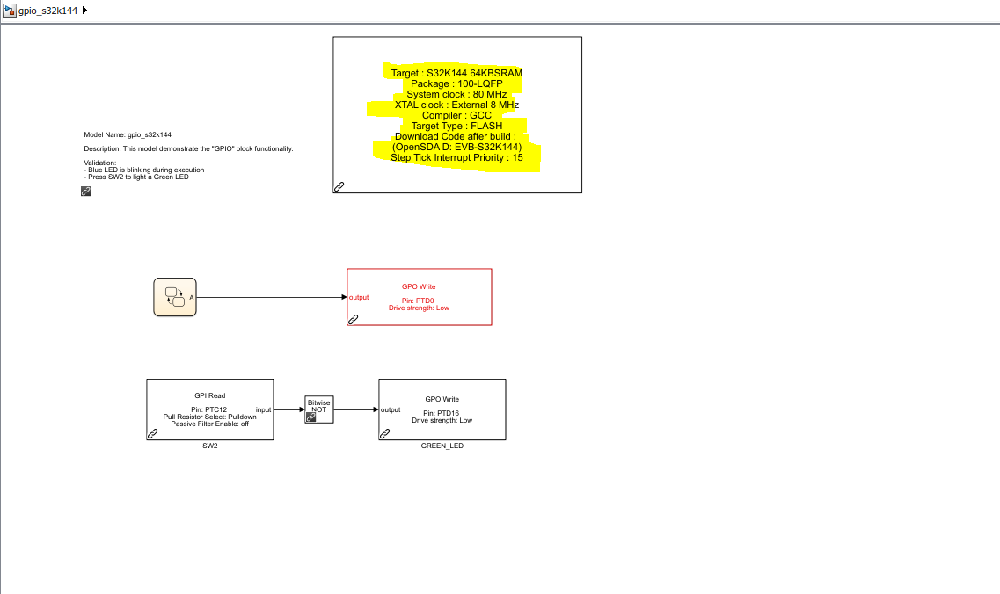 gpio_s32k144
Target : S32K144 64KBSRAM
Package : 100-LQFP
System clock : 80 MHz
XTAL clock : External 8 MHz
Compiler : GCC
Target Type : FLASH
Download Code after build :
(OpenSDA D: EVB-S32K144)
Step Tick Interrupt Priority : 15
Model Name: gpio_s32k144
Description: This model demonstrate the "GPIO" block functionality.
Validation:
- Blue LED is blinking during execution
- Press SW2 to light a Green LED
A
output
GPO Write
Pin: PTD0
Drive strength: Low
GPI Read
Pin: PTC12
Pull Resistor Select: Pulldown
Passive Filter Enable: off
input
SW2
Bitwise
NOT
output
GPO Write
Pin: PTD16
Drive strength: Low
GREEN_LED